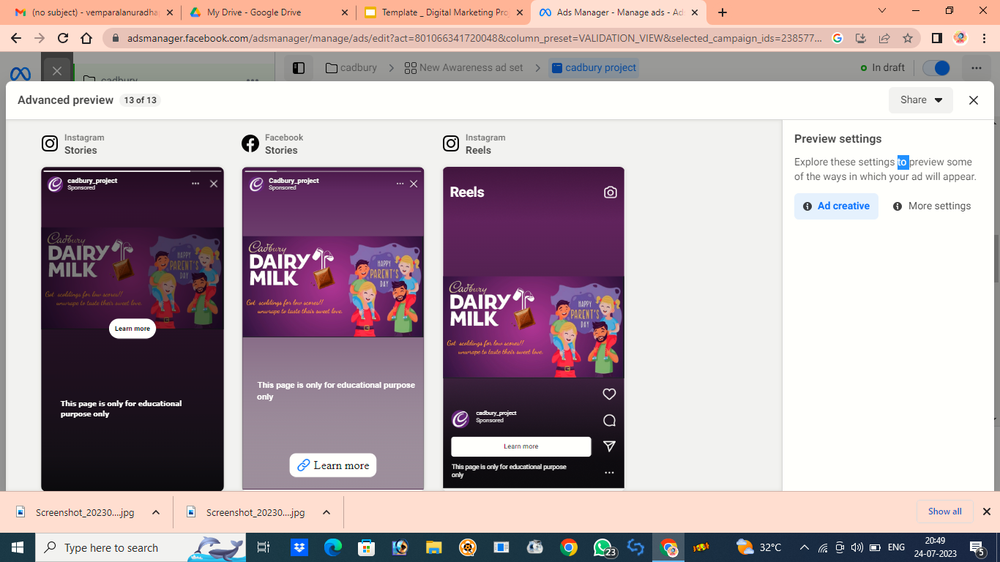 (no subject) - vemparalanuradha
My Drive - Google Drive
Template _ Digital Marketing Pro
Ads Manager - Manage ads - Ads
adsmanager.facebook.com/adsmanager/manage/ads/edit?act=801066341720048&column_preset=VALIDATION_VIEW&selected_campaign_ids=238577...
cadbury
cadbury
New Awareness ad set
cadbury project
In draft
Advanced preview
13 of 13
Share
Instagram
Stories
Facebook
Stories
Instagram
Reels
cadbury_project
Sponsored
Cadbury
DAIRY
MILK
HAPPY
PARENT'S
DAY
Got scoldings for low scores!!
unwrape to taste their sweet love.
Learn more
This page is only for educational
purpose only
Cadbury_project
Sponsored
Cadbury
DAIRY
MILK
HAPPY
PARENT'S
DAY
Got scoldings for low scores!!
unwrape to taste their sweet love.
This page is only for educational purpose
only
Learn more
Reels
Cadbury
DAIRY
MILK
HAPPY
PARENT'S
DAY
Got scoldings for low scores!!
unwrape to taste their sweet love.
cadbury_project
Sponsored
Learn more
This page is only for educational purpose
only
Preview settings
Explore these settings to preview some
of the ways in which your ad will appear.
Ad creative
More settings
Screenshot_20230....jpg
Screenshot_20230....jpg
Show all
Type here to search
23
32°C
ENG
20:49
24-07-2023
5